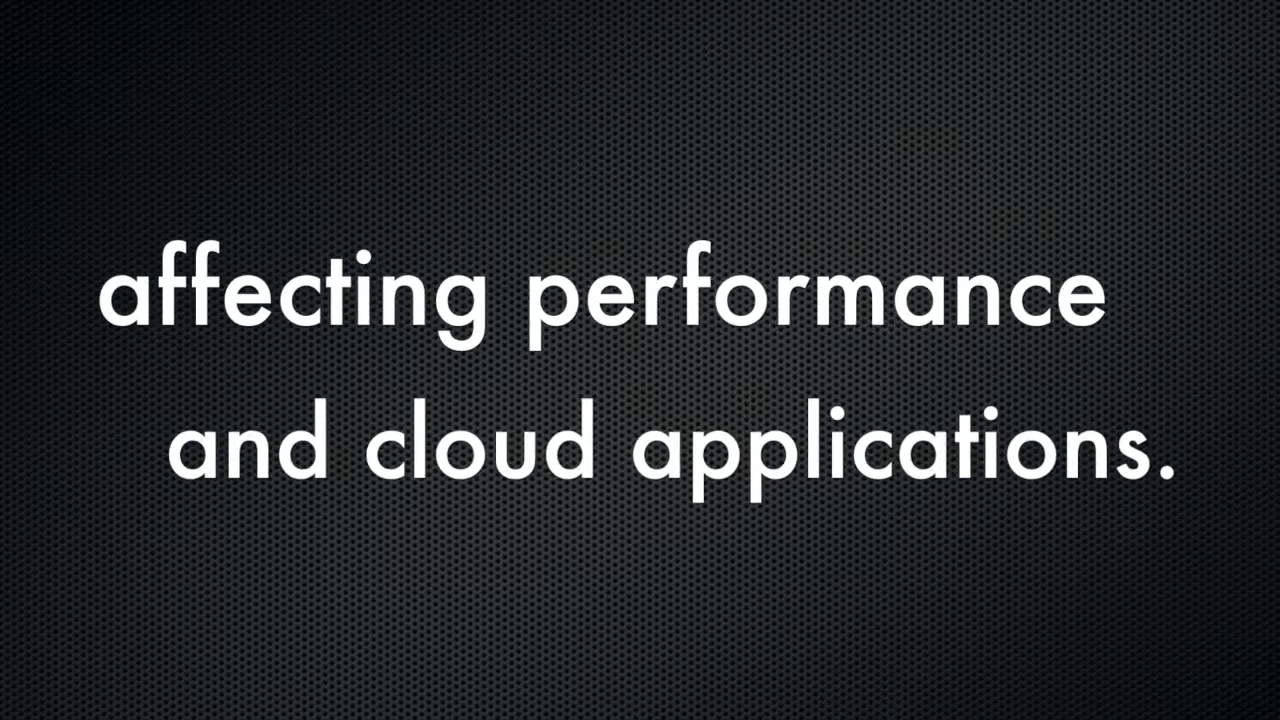 affecting performance
and cloud applications.